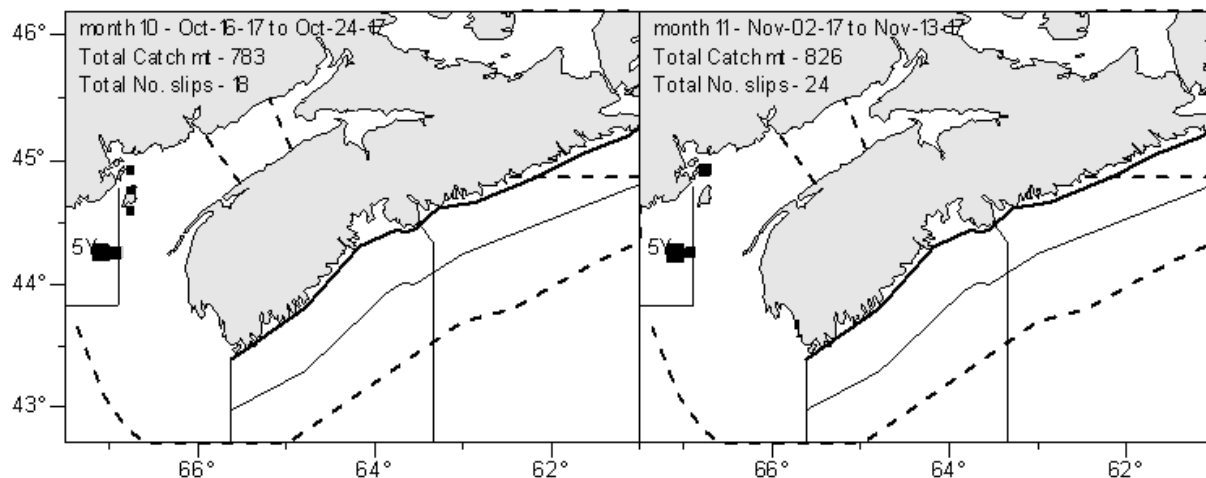 46°
45°
44°
43°
month 10 - Oct-16-17 to Oct-24-17
Total Catch mt - 783
Total No. slips - 18
5Y
66°
64°
62°
month 11 - Nov-02-17 to Nov-13-17
Total Catch mt - 826
Total No. slips - 24
5Y
66°
64°
62°